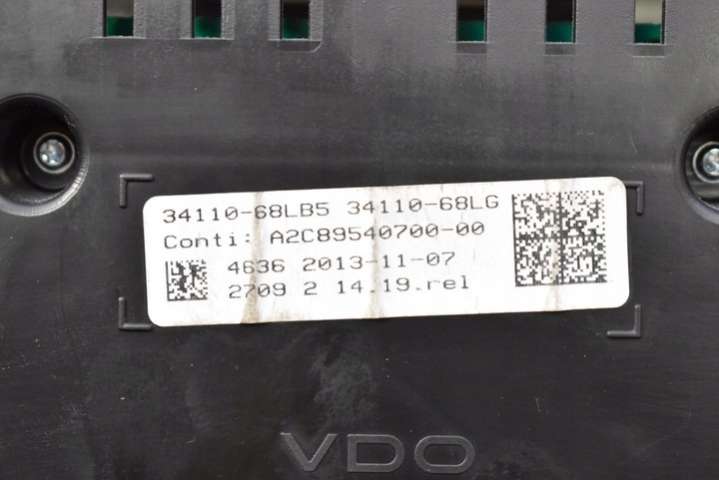 34110-68LB5 34110-68LG
Conti: A2C89540700-00
4636 2013-11-07
2709 2 14.19.rel
VDO